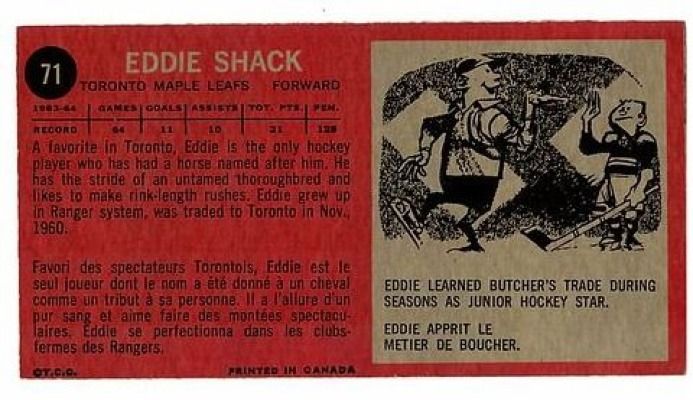 71
EDDIE SHACK
TORONTO MAPLE LEAFS FORWARD
1963-64 GAMES GOALS ASSISTS TOT. PTS. PEN.
RECORD 64 11 10 21 128
A favorite in Toronto, Eddie is the only hockey
player who has had a horse named after him. He
has the stride of an untamed thoroughbred and
likes to make rink-length rushes. Eddie grew up
in Ranger system, was traded to Toronto in Nov.,
1960.
Favori des spectateurs Torontois, Eddie est le
seul joueur dont le nom a été donné à un cheval
comme un tribut à sa personne. Il a l'allure d'un
pur sang et aime faire des montées spectacu-
laires. Eddie se perfectionna dans les clubs-
fermes des Rangers.
©T.C.G. PRINTED IN CANADA
EDDIE LEARNED BUTCHER'S TRADE DURING
SEASONS AS JUNIOR HOCKEY STAR.
EDDIE APPRIT LE
METIER DE BOUCHER.